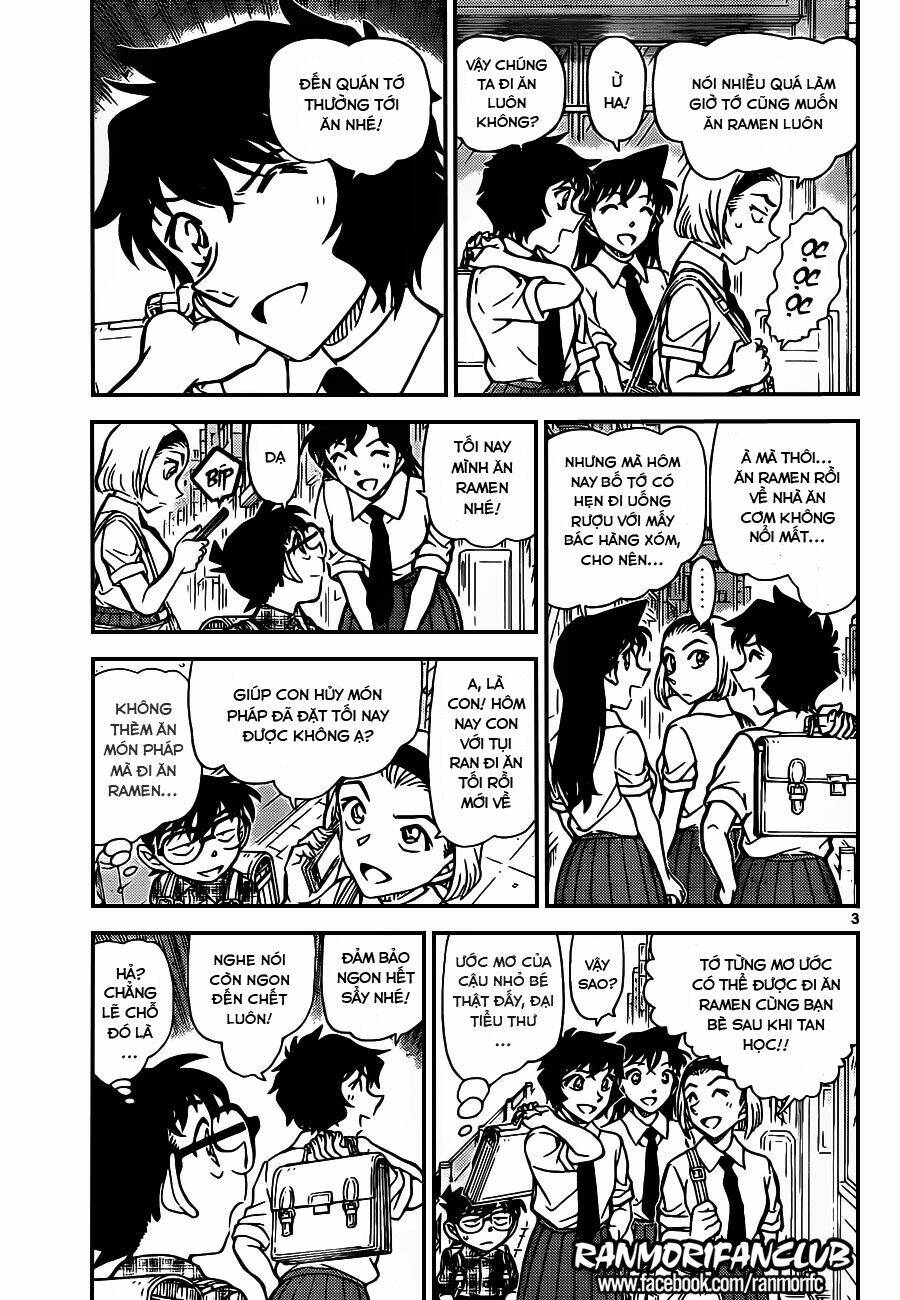 NÓI NHIỀU QUÁ LÀM
GIỜ TỚ CŨNG MUỐN
ĂN RAMEN LUÔN
Ừ
HA!
VẬY CHÚNG
TA ĐI ĂN
LUÔN
KHÔNG?
ỌC
ỌC
ỌC
ĐẾN QUÁN TỚ
THƯỜNG TỚI
ĂN NHÉ!
À MÀ THÔI...
ĂN RAMEN RỒI
VỀ NHÀ ĂN
CƠM KHÔNG
NỔI MẤT...
NHƯNG MÀ HÔM
NAY BỐ TỚ CÓ
HẸN ĐI UỐNG
RƯỢU VỚI MẤY
BÁC HÀNG XÓM,
CHO NÊN...
......
TỐI NAY
MÌNH ĂN
RAMEN
NHÉ!
DẠ
BÍP
A, LÀ
CON! HÔM
NAY CON
VỚI TỤI
RAN ĐI ĂN
TỐI RỒI
MỚI VỀ
GIÚP CON HỦY MÓN
PHÁP ĐÃ ĐẶT TỐI NAY
ĐƯỢC KHÔNG Ạ?
KHÔNG
THÈM ĂN
MÓN PHÁP
MÀ ĐI ĂN
RAMEN...
3
TỚ TỪNG MƠ ƯỚC
CÓ THỂ ĐƯỢC ĐI ĂN
RAMEN CÙNG BẠN
BÈ SAU KHI TAN
HỌC!!
VẬY
SAO?
ƯỚC MƠ CỦA
CẬU NHỎ BÉ
THẬT ĐẤY, ĐẠI
TIỂU THƯ
...
ĐẢM BẢO
NGON HẾT
SẨY NHÉ!
NGHE NÓI
CÒN NGON
ĐẾN CHẾT
LUÔN!
HẢ?
CHẲNG
LẼ CHỖ
ĐÓ LÀ
...
RANMORIFANCLUB
www.facebook.com/ranmorifc